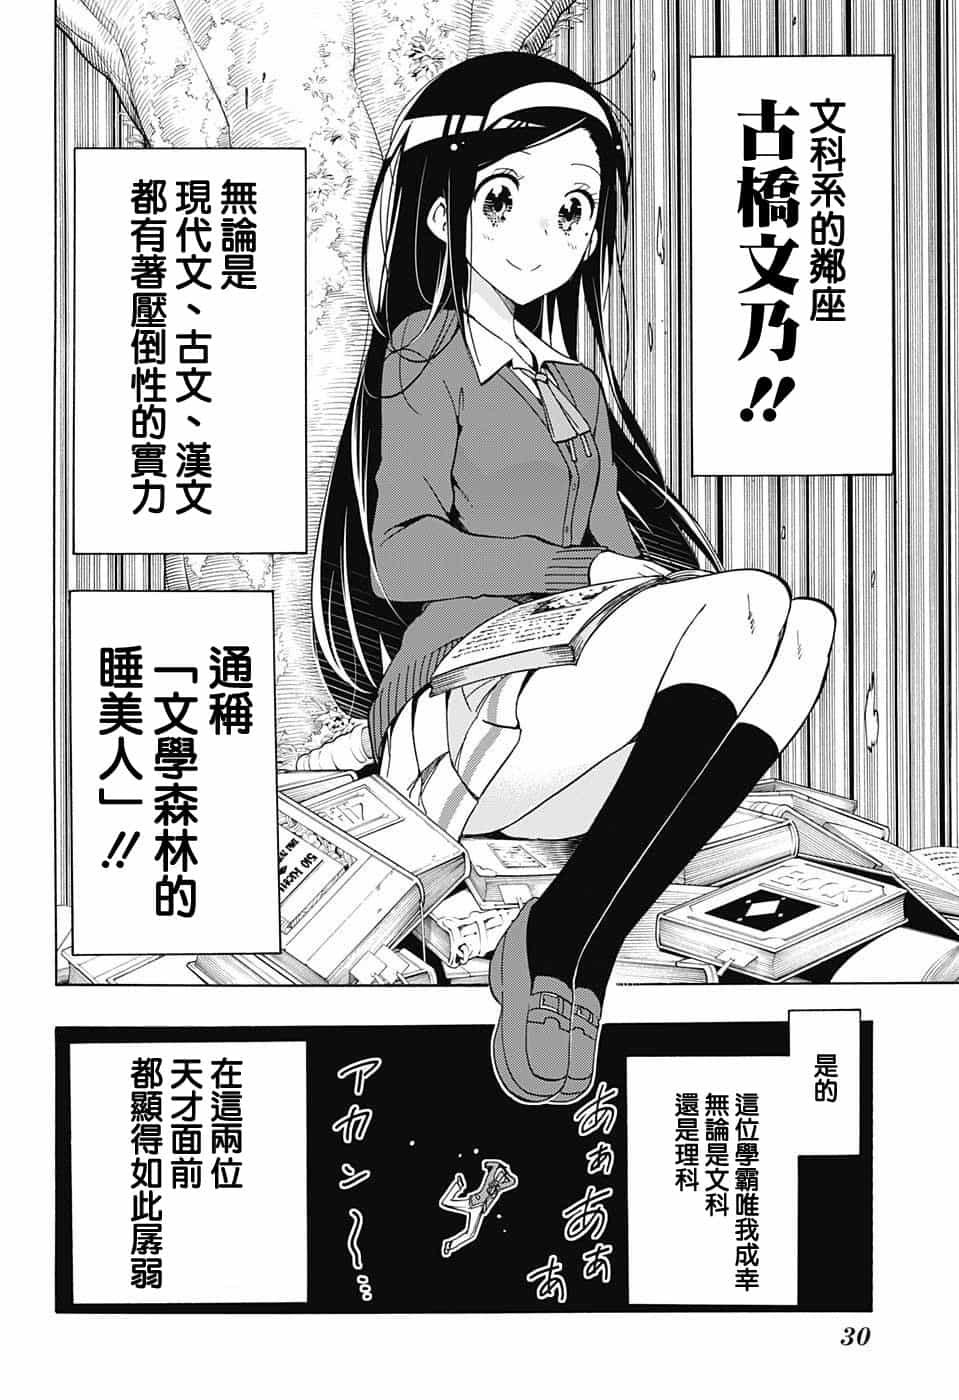 文科系的鄰座
古橋文乃!!
無論是
現代文、古文、漢文
都有著壓倒性的實力
通稱
「文學森林的
睡美人」!!
是的
這位學霸唯我成幸
無論是文科
還是理科
ああぁああぁ
あぁ
アカン〜…
在這兩位
天才面前
都顯得如此孱弱
30